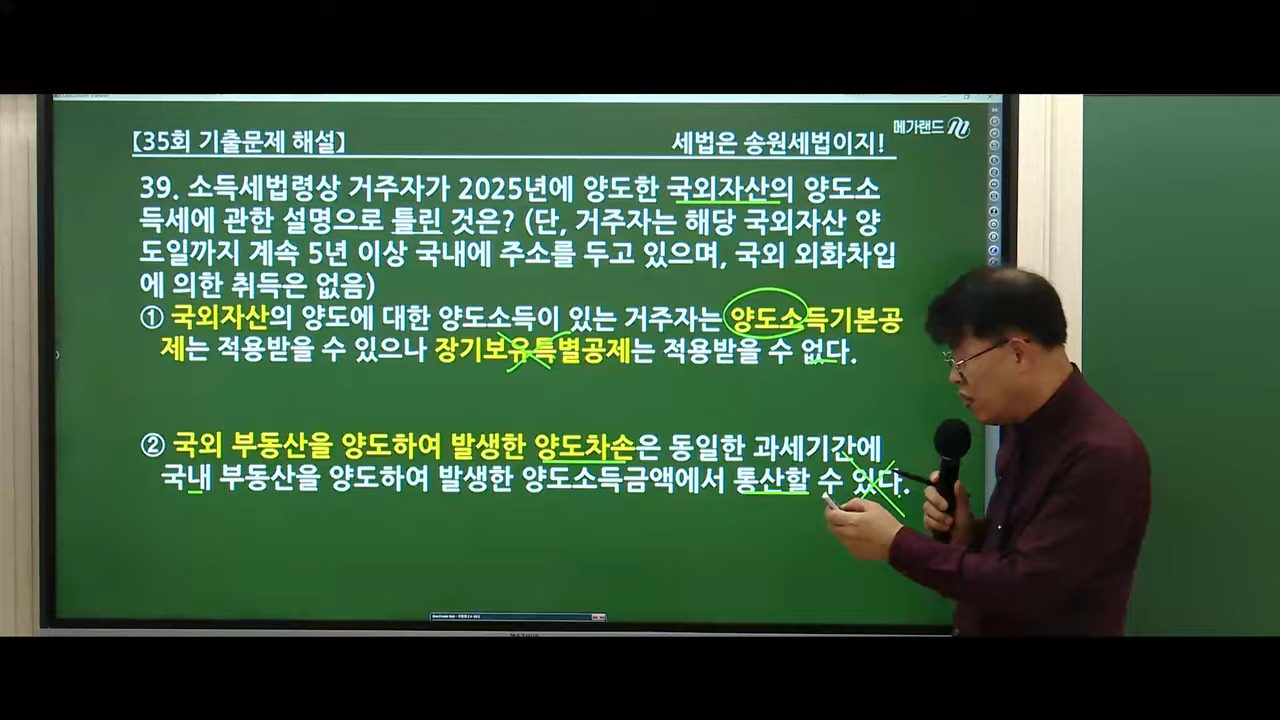 【35회 기출문제 해설】
세법은 송원세법이지!
메가랜드
39. 소득세법령상 거주자가 2025년에 양도한 국외자산의 양도소
득세에 관한 설명으로 틀린 것은? (단, 거주자는 해당 국외자산 양
도일까지 계속 5년 이상 국내에 주소를 두고 있으며, 국외 외화차입
에 의한 취득은 없음)
① 국외자산의 양도에 대한 양도소득이 있는 거주자는 양도소득기본공
제는 적용받을 수 있으나 장기보유특별공제는 적용받을 수 없다.
② 국외 부동산을 양도하여 발생한 양도차손은 동일한 과세기간에
국내 부동산을 양도하여 발생한 양도소득금액에서 통산할 수 있다.